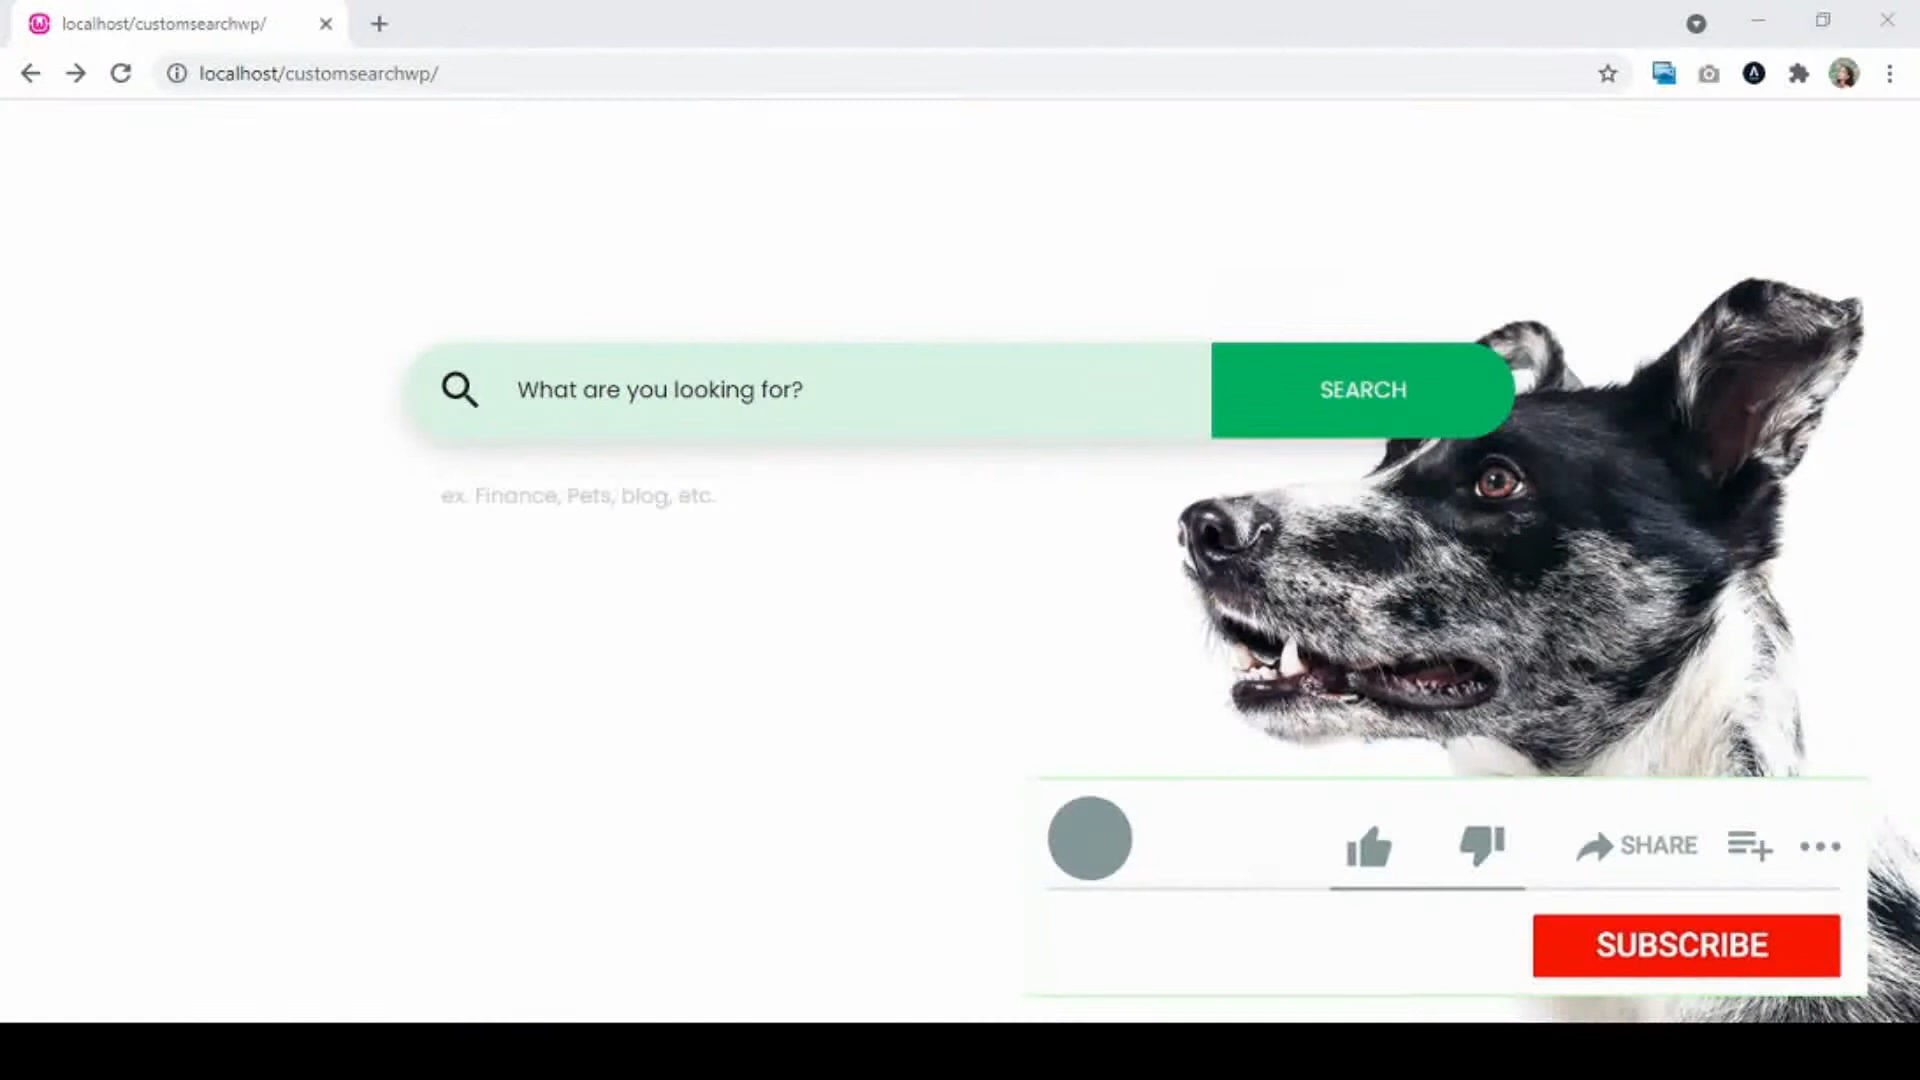 localhost/customsearchwp/
localhost/customsearchwp/
What are you looking for?
SEARCH
ex. Finance, Pets, blog, etc.
SHARE
SUBSCRIBE